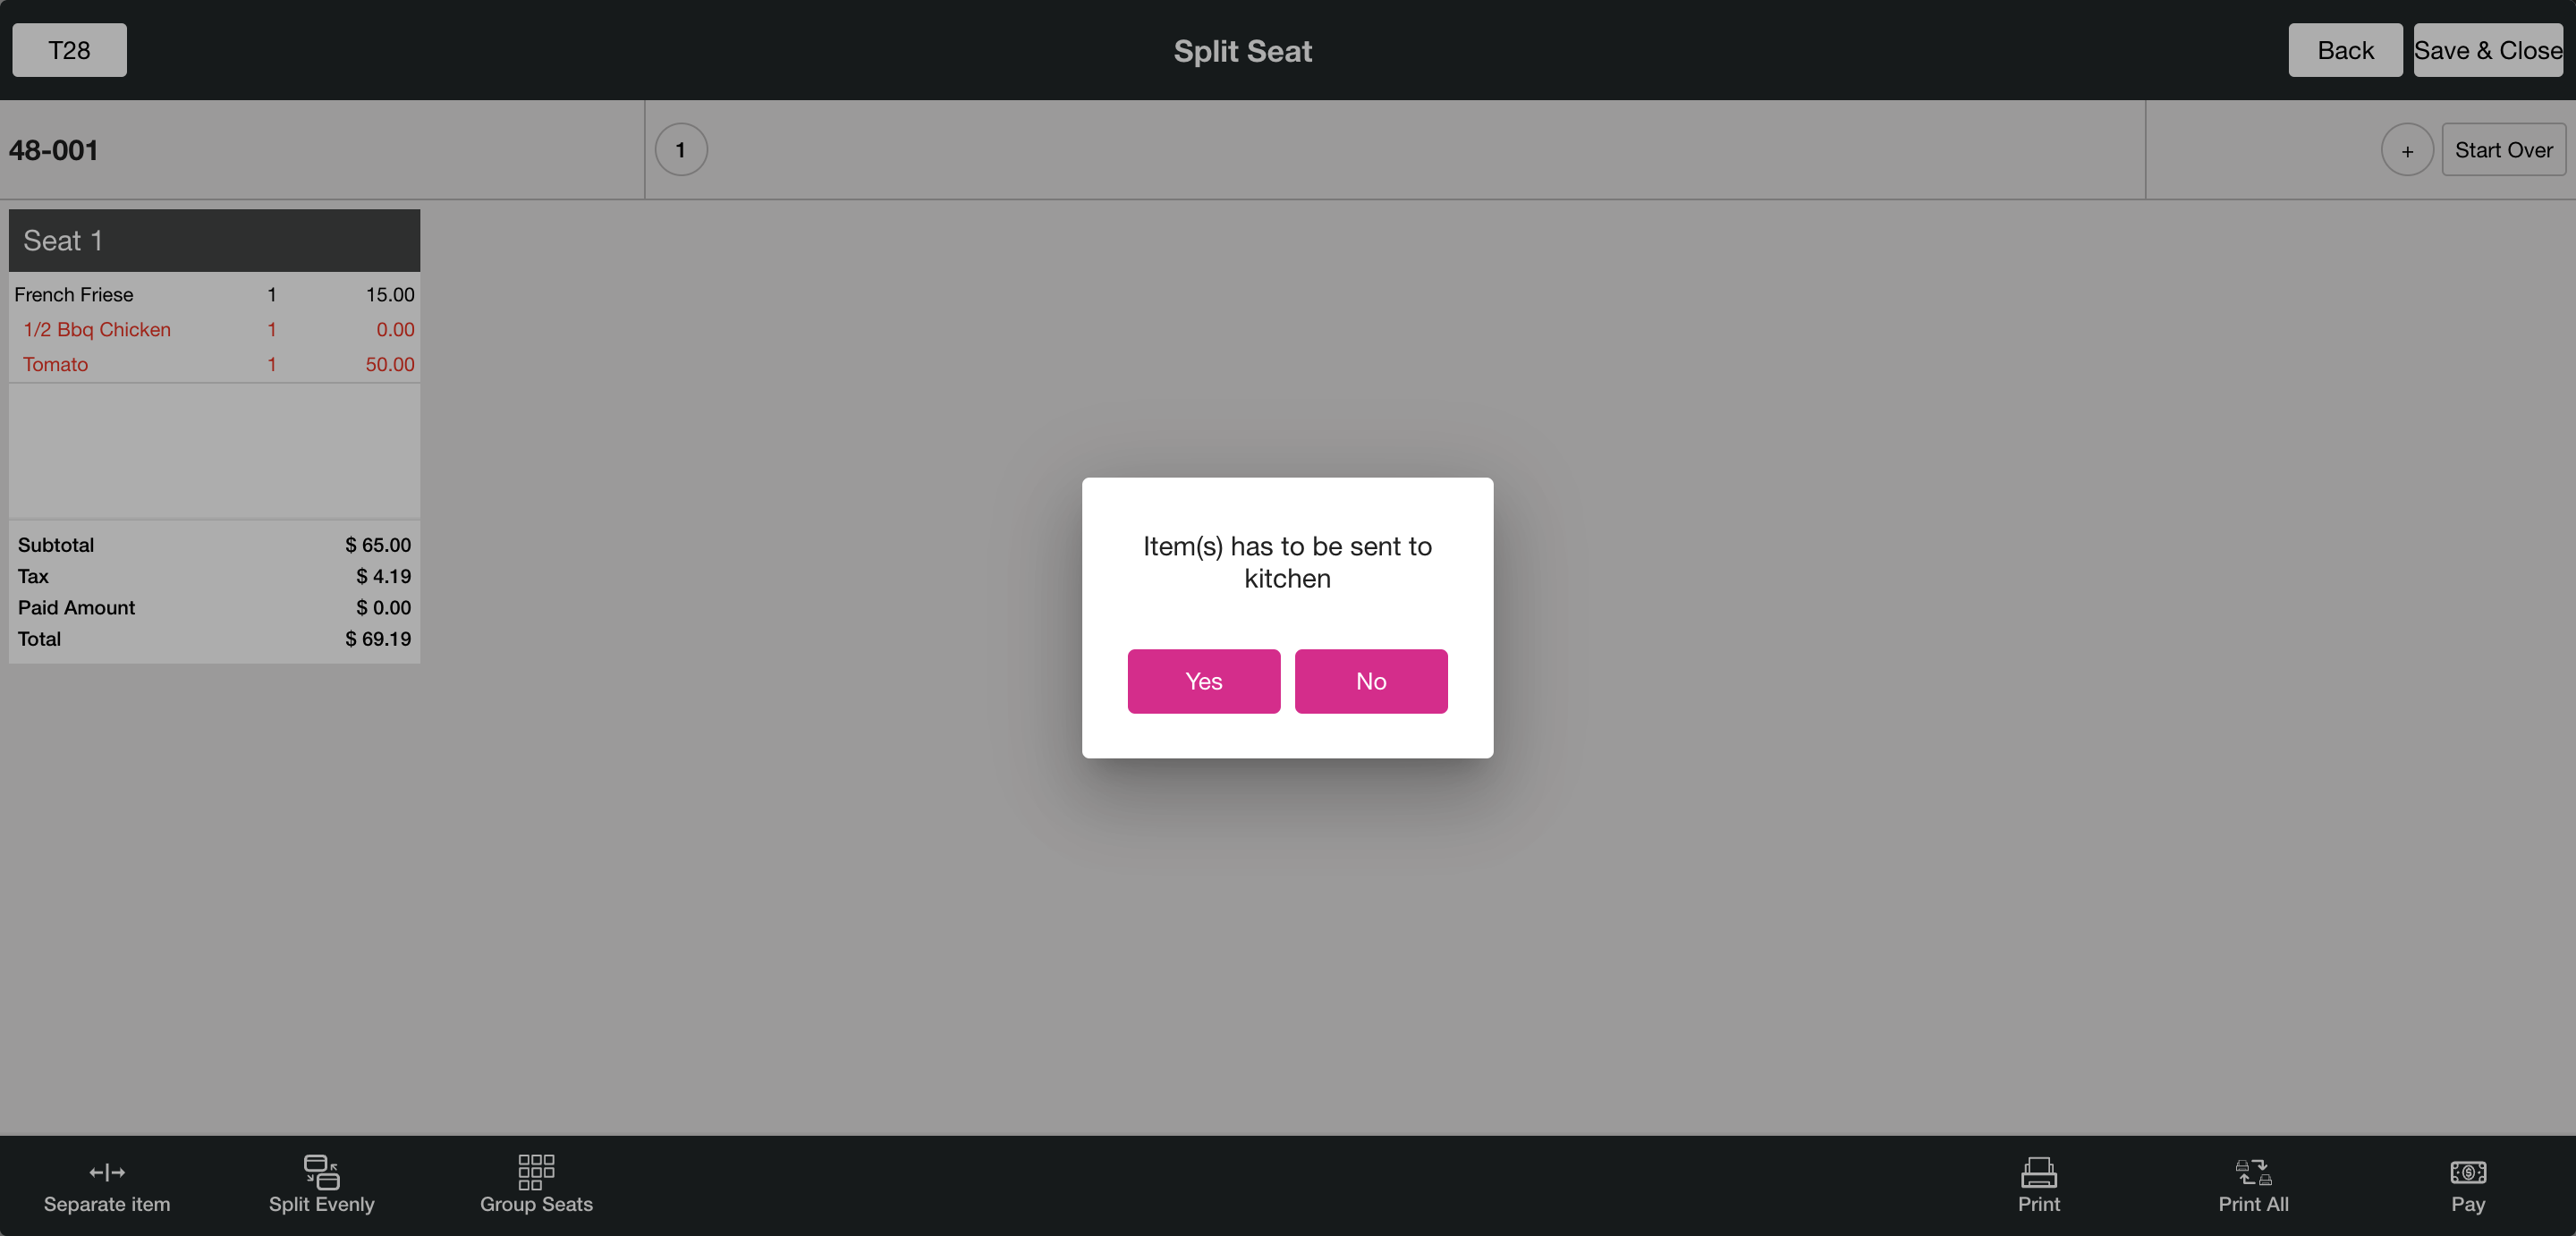 T28
Split Seat
Back
Save & Close
48-001
1
+
Start Over
Seat 1
French Friese 1 15.00
1/2 Bbq Chicken 1 0.00
Tomato 1 50.00
Subtotal $ 65.00
Tax $ 4.19
Paid Amount $ 0.00
Total $ 69.19
Item(s) has to be sent to
kitchen
Yes
No
Separate item
Split Evenly
Group Seats
Print
Print All
Pay